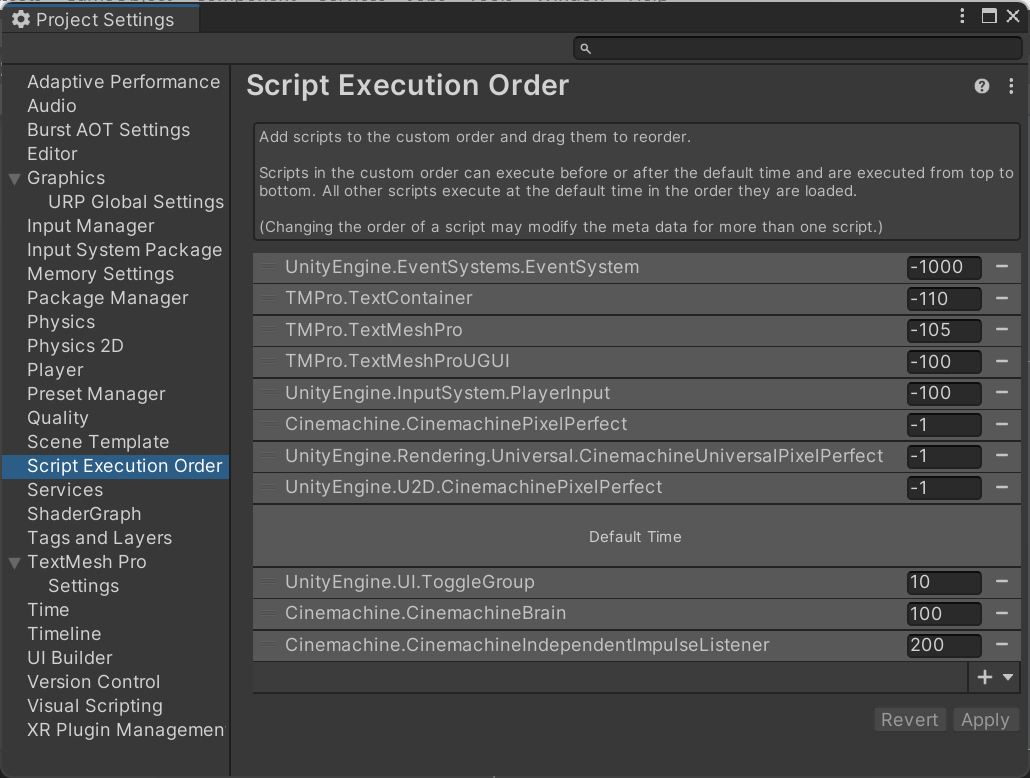 Project Settings
Adaptive Performance
Audio
Burst AOT Settings
Editor
Graphics
URP Global Settings
Input Manager
Input System Package
Memory Settings
Package Manager
Physics
Physics 2D
Player
Preset Manager
Quality
Scene Template
Script Execution Order
Services
ShaderGraph
Tags and Layers
TextMesh Pro
Settings
Time
Timeline
UI Builder
Version Control
Visual Scripting
XR Plugin Managemen
Script Execution Order
Add scripts to the custom order and drag them to reorder.
Scripts in the custom order can execute before or after the default time and are executed from top to
bottom. All other scripts execute at the default time in the order they are loaded.
(Changing the order of a script may modify the meta data for more than one script.)
UnityEngine.EventSystems.EventSystem -1000
TMPro.TextContainer -110
TMPro.TextMeshPro -105
TMPro.TextMeshProUGUI -100
UnityEngine.InputSystem.PlayerInput -100
Cinemachine.CinemachinePixelPerfect -1
UnityEngine.Rendering.Universal.CinemachineUniversalPixelPerfect -1
UnityEngine.U2D.CinemachinePixelPerfect -1
Default Time
UnityEngine.UI.ToggleGroup 10
Cinemachine.CinemachineBrain 100
Cinemachine.CinemachineIndependentImpulseListener 200
Revert Apply